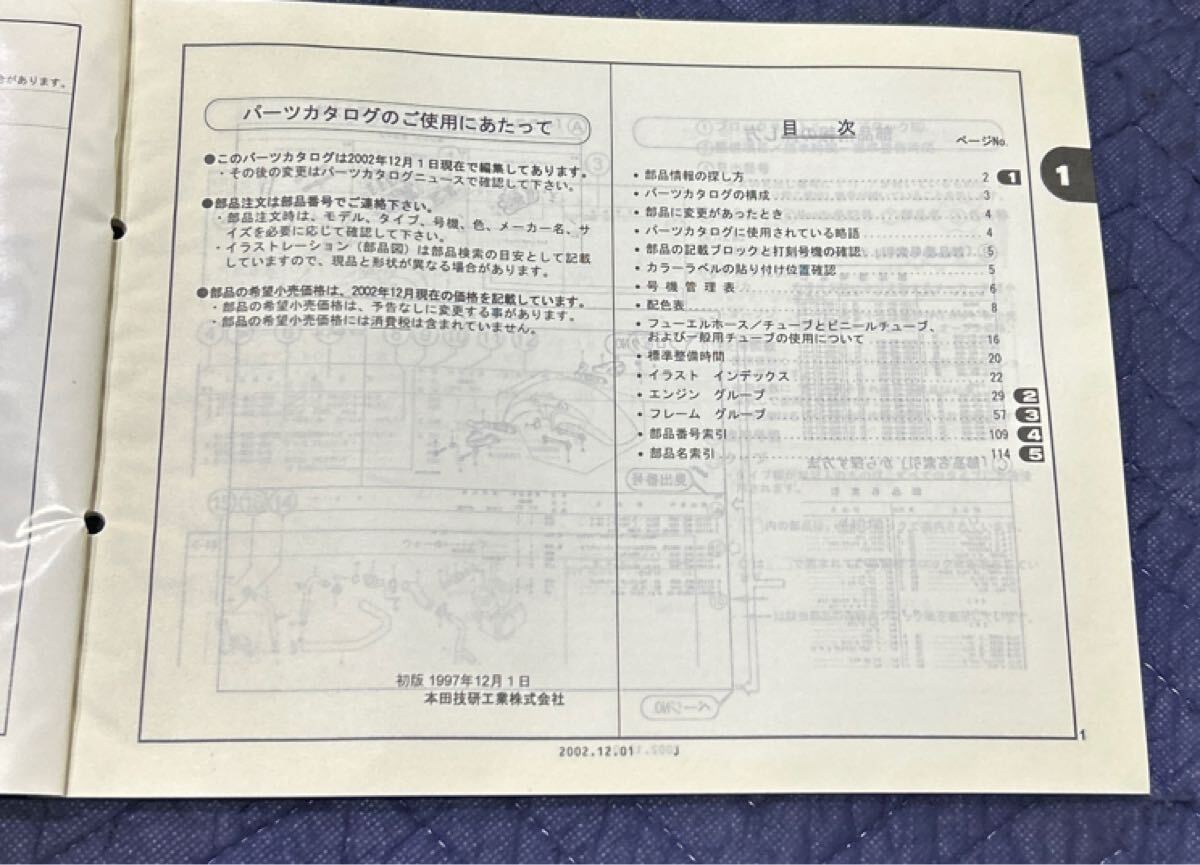 合があります。
パーツカタログのご使用にあたって
●このパーツカタログは2002年12月1日現在で編集してあります。
・その後の変更はパーツカタログニュースで確認して下さい。
●部品注文は部品番号でご連絡下さい。
・部品注文時は、モデル、タイプ、号機、色、メーカー名、サ
イズを必要に応じて確認して下さい。
・イラストレーション（部品図）は部品検索の目安として記載
していますので、現品と形状が異なる場合があります。
●部品の希望小売価格は、2002年12月現在の価格を記載しています。
・部品の希望小売価格は、予告なしに変更する事があります。
・部品の希望小売価格には消費税は含まれていません。
初版 1997年12月1日
本田技研工業株式会社
目 次
ページNo.
・部品情報の探し方 2 1
・パーツカタログの構成 3
・部品に変更があったとき 4
・パーツカタログに使用されている略語 4
・部品の記載ブロックと打刻号機の確認 5
・カラーラベルの貼り付け位置確認 5
・号機管理表 6
・配色表 8
・フューエルホース／チューブとビニールチューブ、
および一般用チューブの使用について 16
・標準整備時間 20
・イラスト インデックス 22
・エンジン グループ 29 2
・フレーム グループ 57 3
・部品番号索引 109 4
・部品名索引 114 5
1
2002.12.01 J
1